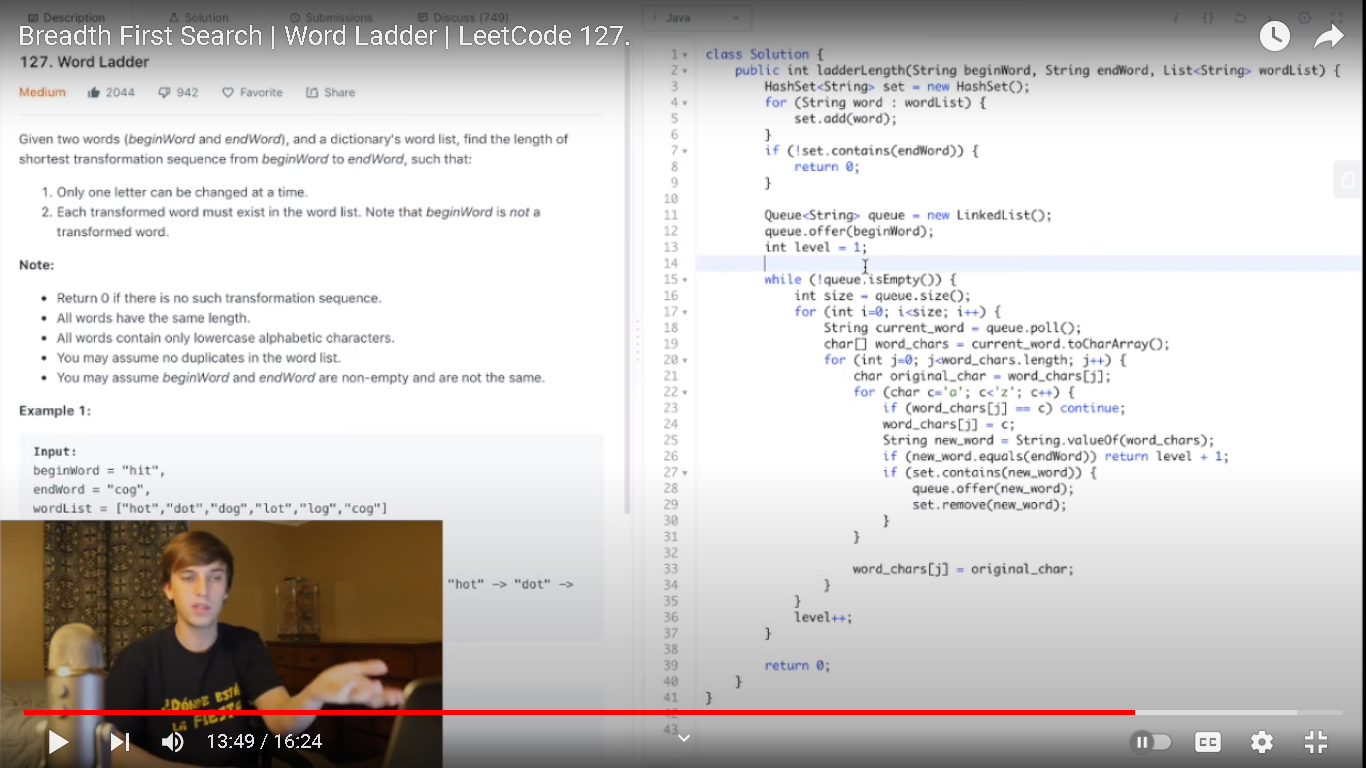 Description
Solution
Submissions
Discuss (749)
Java
Breadth First Search | Word Ladder | LeetCode 127.
127. Word Ladder
Medium 2044 942 Favorite Share
Given two words (beginWord and endWord), and a dictionary's word list, find the length of
shortest transformation sequence from beginWord to endWord, such that:
1. Only one letter can be changed at a time.
2. Each transformed word must exist in the word list. Note that beginWord is not a
transformed word.
Note:
• Return 0 if there is no such transformation sequence.
• All words have the same length.
• All words contain only lowercase alphabetic characters.
• You may assume no duplicates in the word list.
• You may assume beginWord and endWord are non-empty and are not the same.
Example 1:
Input:
beginWord = "hit",
endWord = "cog",
wordList = ["hot","dot","dog","lot","log","cog"]
"hot" -> "dot" ->
¿DÓNDE ESTÁ
LA FIESTA
1 class Solution {
2 public int ladderLength(String beginWord, String endWord, List<String> wordList) {
3 HashSet<String> set = new HashSet();
4 for (String word : wordList) {
5 set.add(word);
6 }
7 if (!set.contains(endWord)) {
8 return 0;
9 }
10
11 Queue<String> queue = new LinkedList();
12 queue.offer(beginWord);
13 int level = 1;
14
15 while (!queue.isEmpty()) {
16 int size = queue.size();
17 for (int i=0; i<size; i++) {
18 String current_word = queue.poll();
19 char[] word_chars = current_word.toCharArray();
20 for (int j=0; j<word_chars.length; j++) {
21 char original_char = word_chars[j];
22 for (char c='a'; c<'z'; c++) {
23 if (word_chars[j] == c) continue;
24 word_chars[j] = c;
25 String new_word = String.valueOf(word_chars);
26 if (new_word.equals(endWord)) return level + 1;
27 if (set.contains(new_word)) {
28 queue.offer(new_word);
29 set.remove(new_word);
30 }
31 }
32
33 word_chars[j] = original_char;
34 }
35 }
36 level++;
37 }
38
39 return 0;
40 }
41 }
42
43
13:49 / 16:24
CC